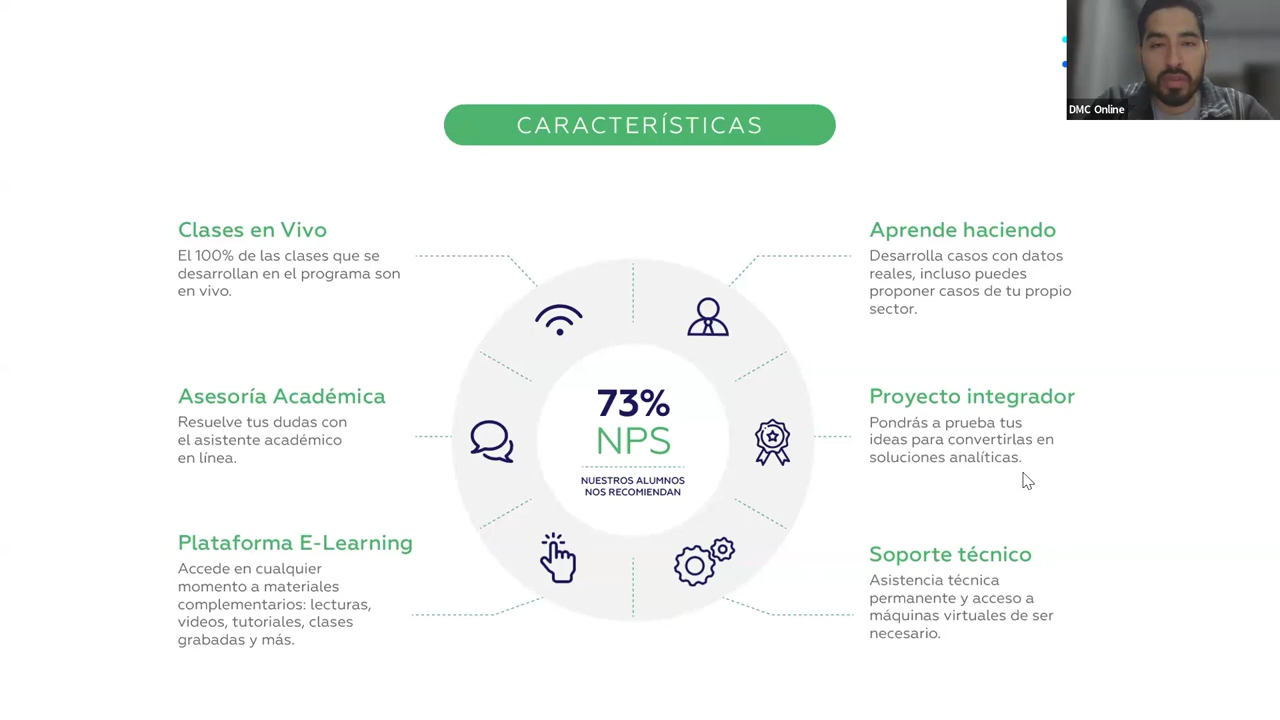 DMC Online
CARACTERÍSTICAS
Clases en Vivo
El 100% de las clases que se
desarrollan en el programa son
en vivo.
Asesoría Académica
Resuelve tus dudas con
el asistente académico
en línea.
Plataforma E-Learning
Accede en cualquier
momento a materiales
complementarios: lecturas,
videos, tutoriales, clases
grabadas y más.
73%
NPS
NUESTROS ALUMNOS
NOS RECOMIENDAN
Aprende haciendo
Desarrolla casos con datos
reales, incluso puedes
proponer casos de tu propio
sector.
Proyecto integrador
Pondrás a prueba tus
ideas para convertirlas en
soluciones analíticas.
Soporte técnico
Asistencia técnica
permanente y acceso a
máquinas virtuales de ser
necesario.